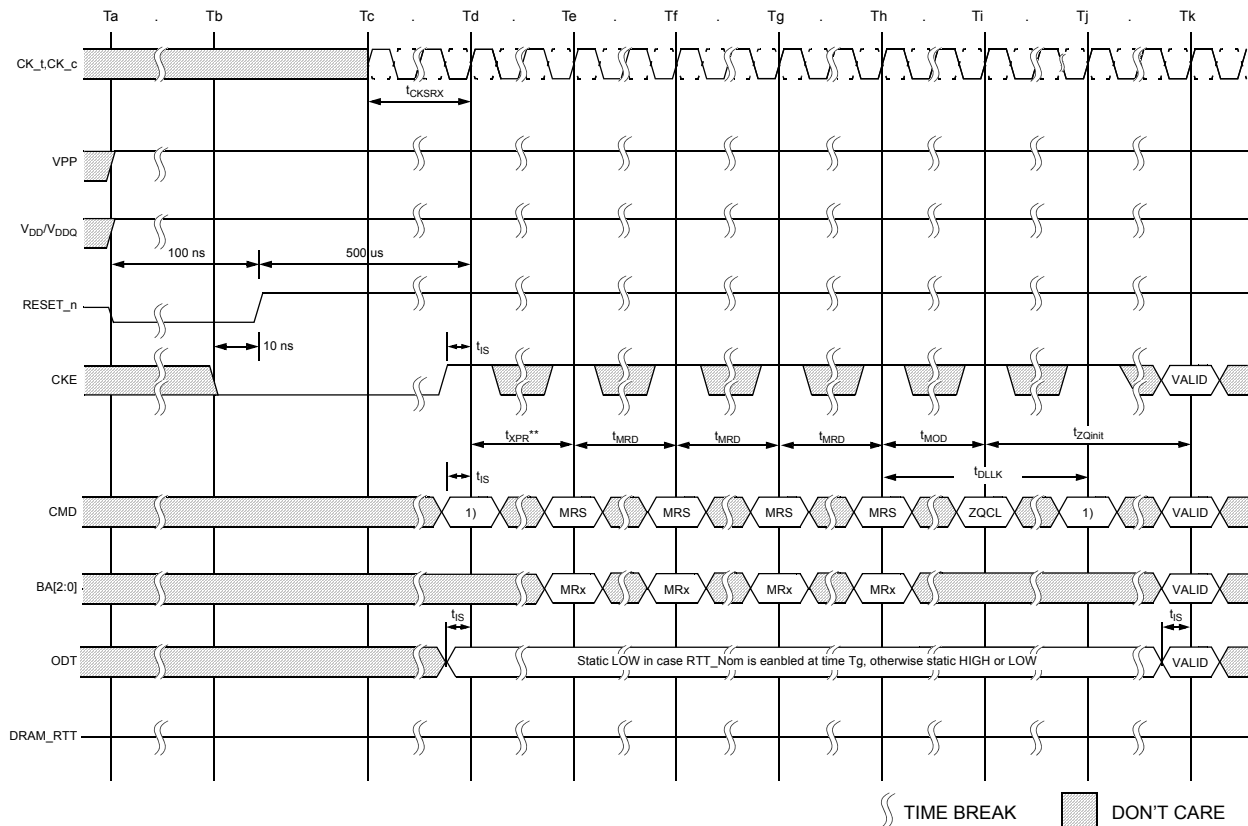 Ta . Tb Tc . Td . Te . Tf . Tg . Th . Ti . Tj . Tk
CK_t,CK_c
tCKSRX
VPP
VDD/VDDQ
100 ns 500 us
RESET_n
10 ns tIS
CKE VALID
tXPR** tMRD tMRD tMRD tMOD tZQinit
tIS tDLLK
CMD 1) MRS MRS MRS MRS ZQCL 1) VALID
BA[2:0] MRx MRx MRx MRx VALID
tIS tIS
ODT Static LOW in case RTT_Nom is eanbled at time Tg, otherwise static HIGH or LOW VALID
DRAM_RTT
TIME BREAK DON'T CARE